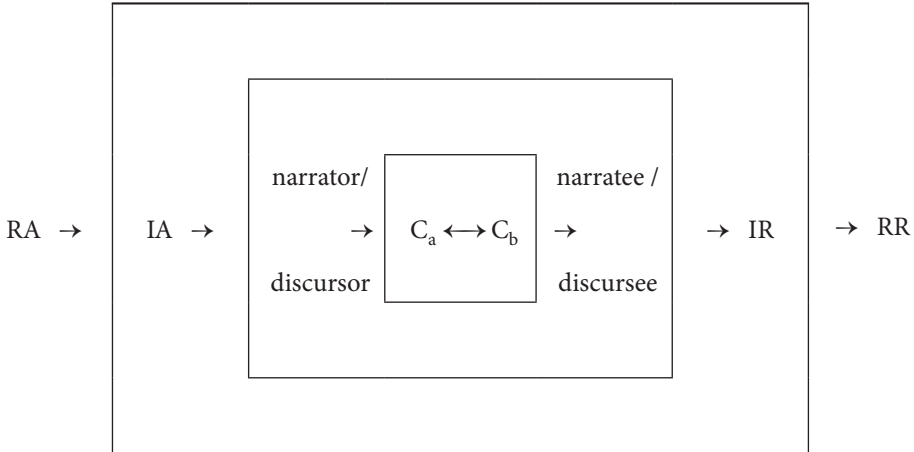 narrator/ narratee /
RA → IA → → Cₐ ⟷ C_b → → IR → RR
discursor discursee